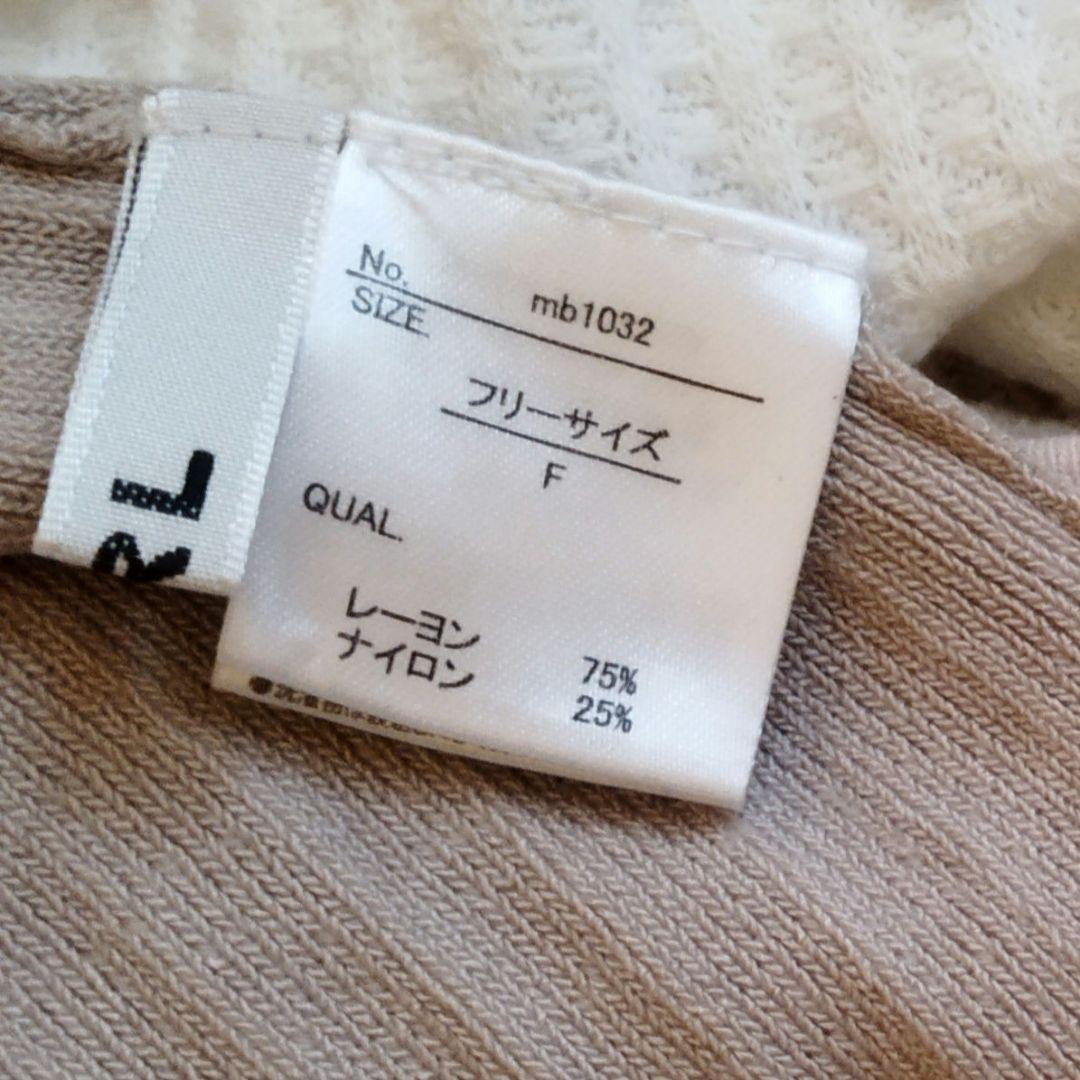 No. mb1032
SIZE
フリーサイズ
F
QUAL.
レーヨン 75%
ナイロン 25%